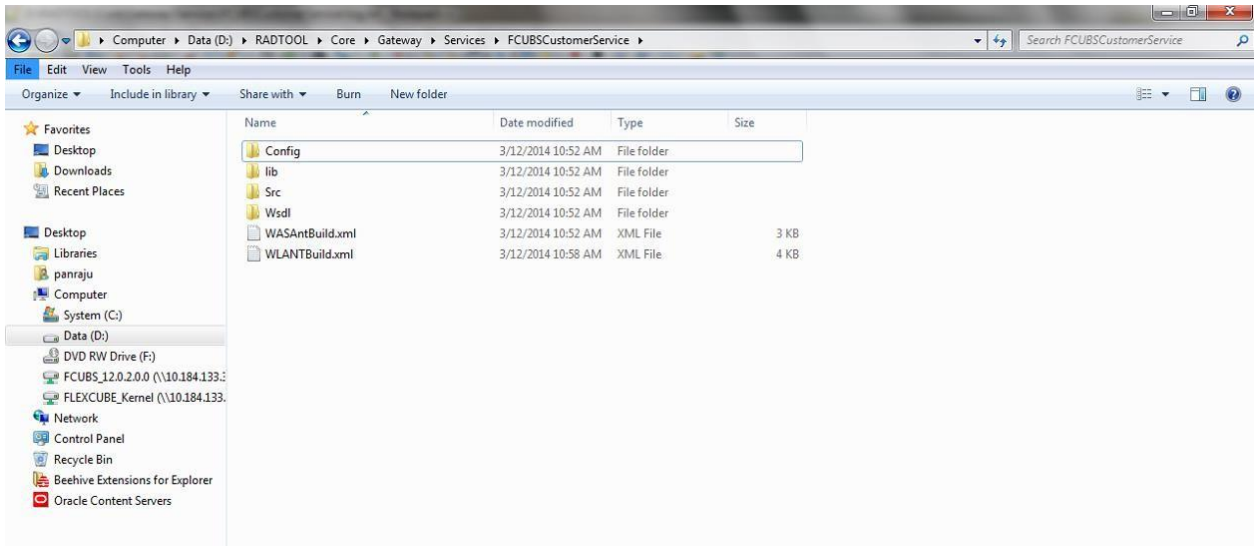 Computer ▸ Data (D:) ▸ RADTOOL ▸ Core ▸ Gateway ▸ Services ▸ FCUBSCustomerService ▸
Search FCUBSCustomerService
File Edit View Tools Help
Organize Include in library Share with Burn New folder
Name Date modified Type Size
Favorites
Desktop
Downloads
Recent Places
Desktop
Libraries
panraju
Computer
System (C:)
Data (D:)
DVD RW Drive (F:)
FCUBS_12.0.2.0.0 (\\10.184.133.3
FLEXCUBE_Kernel (\\10.184.133.
Network
Control Panel
Recycle Bin
Beehive Extensions for Explorer
Oracle Content Servers
Config 3/12/2014 10:52 AM File folder
lib 3/12/2014 10:52 AM File folder
Src 3/12/2014 10:52 AM File folder
Wsdl 3/12/2014 10:52 AM File folder
WASAntBuild.xml 3/12/2014 10:52 AM XML File 3 KB
WLANTBuild.xml 3/12/2014 10:58 AM XML File 4 KB